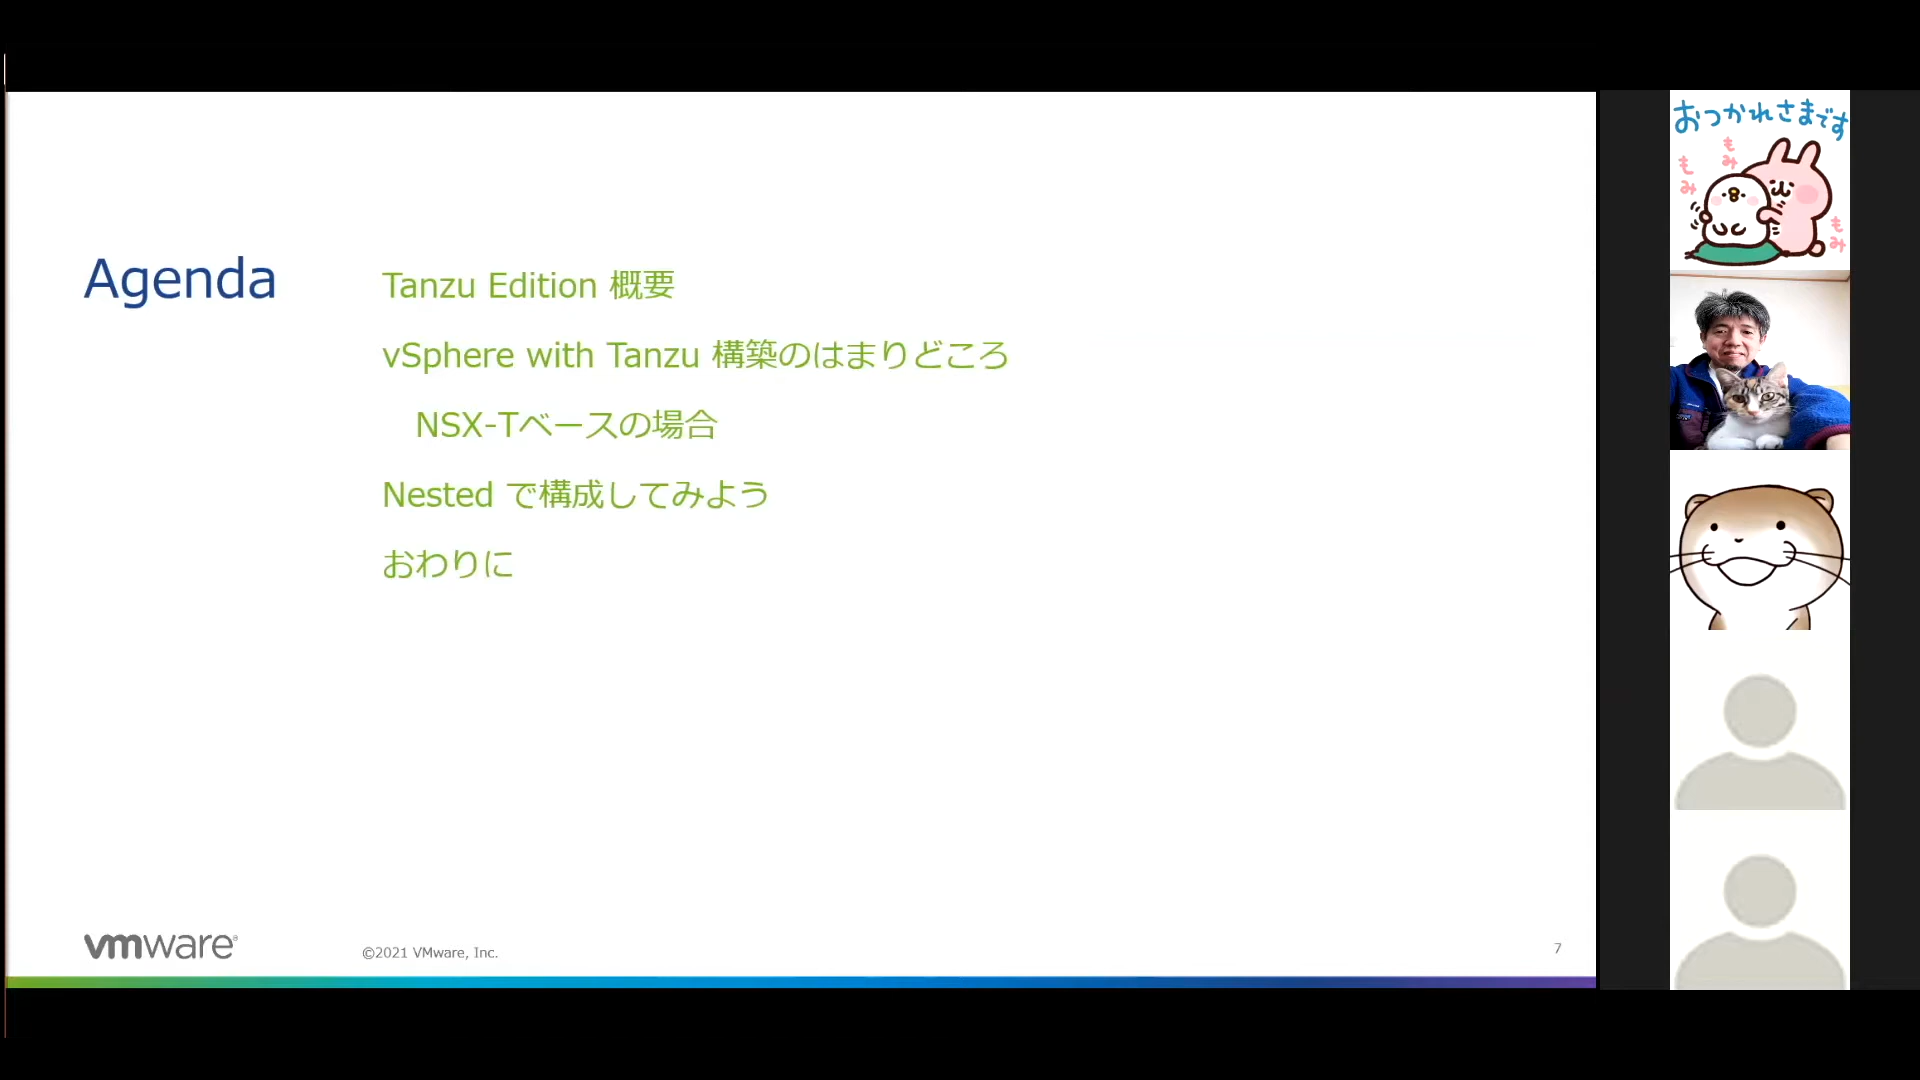 Agenda
Tanzu Edition 概要
vSphere with Tanzu 構築のはまりどころ
NSX-Tベースの場合
Nested で構成してみよう
おわりに
vmware®
©2021 VMware, Inc.
7
おつかれさまです
もみ
もみ
もみ